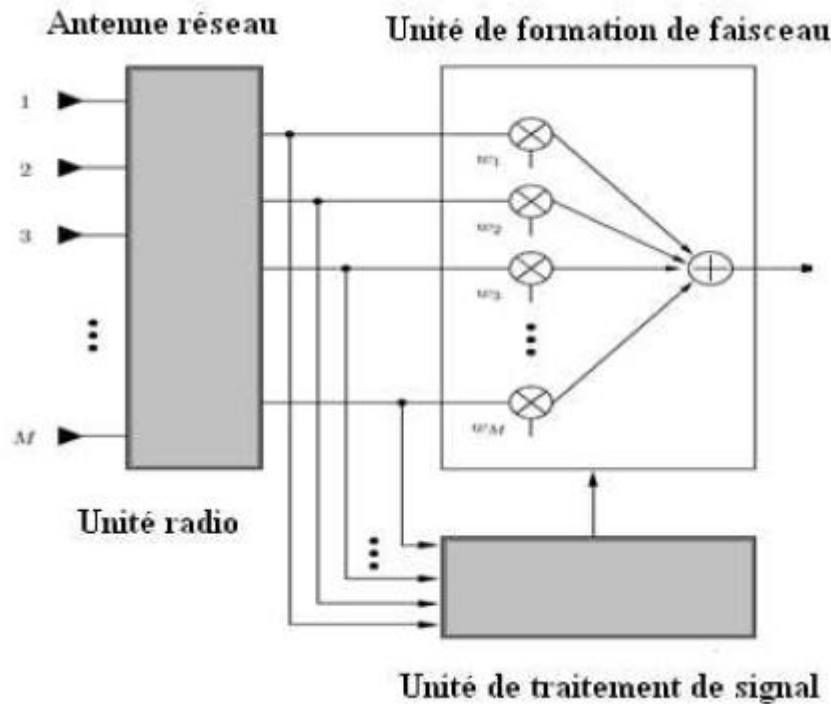 Antenne réseau
Unité de formation de faisceau
1
2
3
M
w1
w2
w3
wM
Unité radio
Unité de traitement de signal